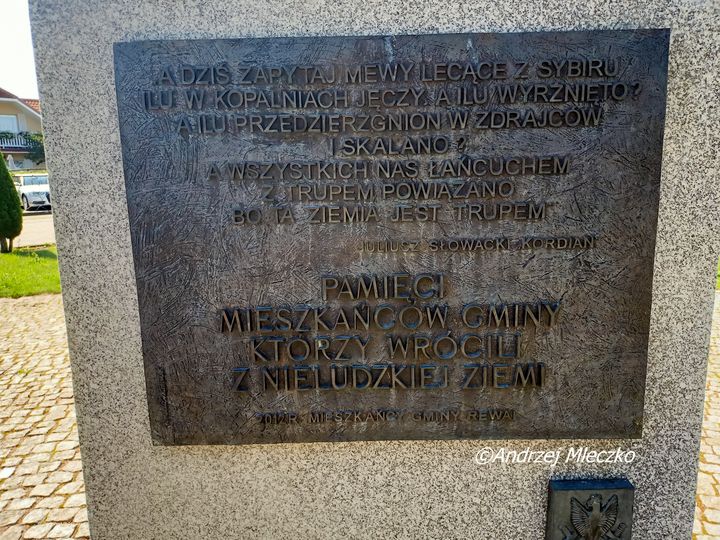 A DZIŚ ZAPYTAJ MEWY LECĄCE Z SYBIRU
ILU W KOPALNIACH JĘCZY, A ILU WYRŻNIĘTO?
A ILU PRZEDZIERZGNION W ZDRAJCÓW
I SKALANO?
A WSZYSTKICH NAS ŁAŃCUCHEM
Z TRUPEM POWIĄZANO
BO TA ZIEMIA JEST TRUPEM
JULIUSZ SŁOWACKI KORDIAN
PAMIĘCI
MIESZKAŃCÓW GMINY
KTÓRZY WRÓCILI
Z NIELUDZKIEJ ZIEMI
2012 R. MIESZKAŃCY GMINY REWAL
©Andrzej Mleczko